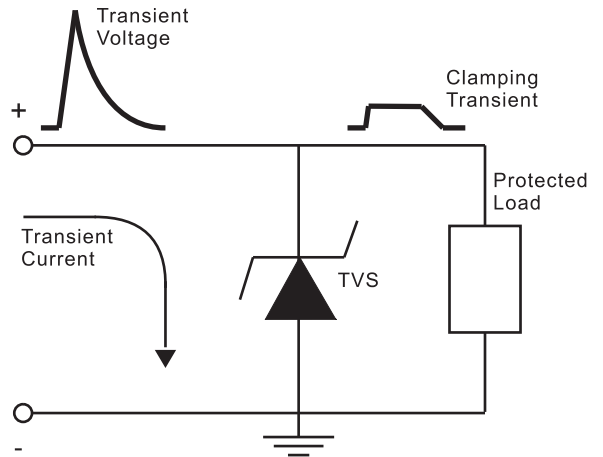 Transient
Voltage
Clamping
Transient
+
Protected
Load
Transient
Current
TVS
-